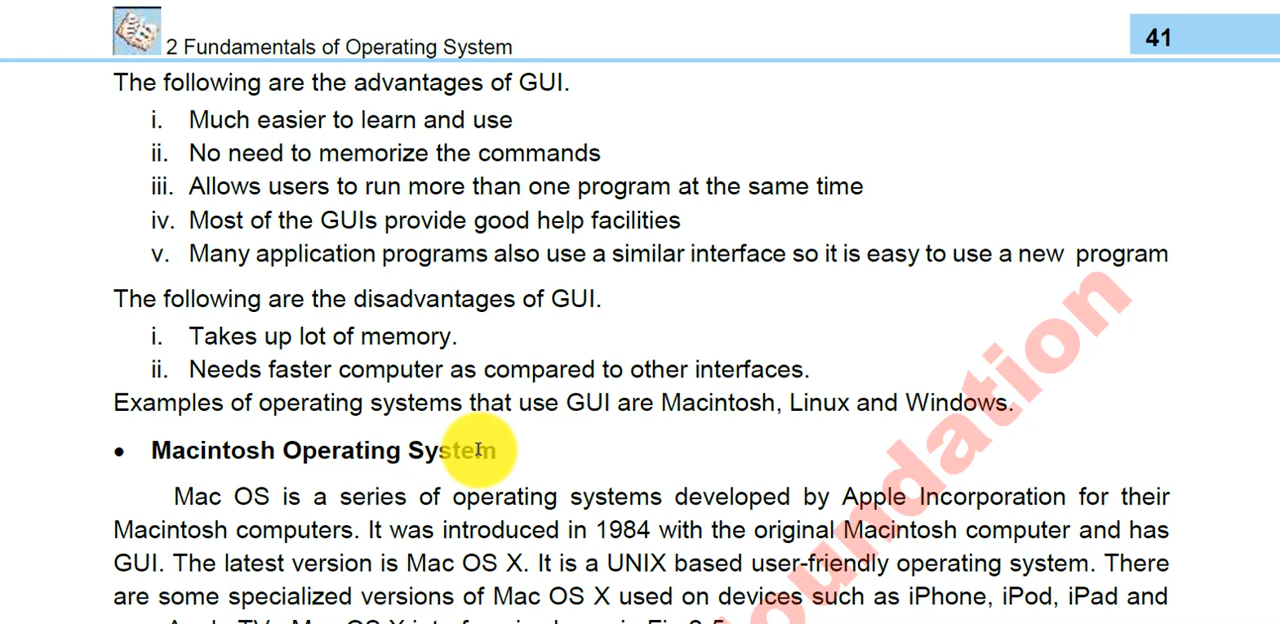 2 Fundamentals of Operating System
41
The following are the advantages of GUI.
i. Much easier to learn and use
ii. No need to memorize the commands
iii. Allows users to run more than one program at the same time
iv. Most of the GUIs provide good help facilities
v. Many application programs also use a similar interface so it is easy to use a new program
The following are the disadvantages of GUI.
i. Takes up lot of memory.
ii. Needs faster computer as compared to other interfaces.
Examples of operating systems that use GUI are Macintosh, Linux and Windows.
• Macintosh Operating System
Mac OS is a series of operating systems developed by Apple Incorporation for their
Macintosh computers. It was introduced in 1984 with the original Macintosh computer and has
GUI. The latest version is Mac OS X. It is a UNIX based user-friendly operating system. There
are some specialized versions of Mac OS X used on devices such as iPhone, iPod, iPad and
oundation